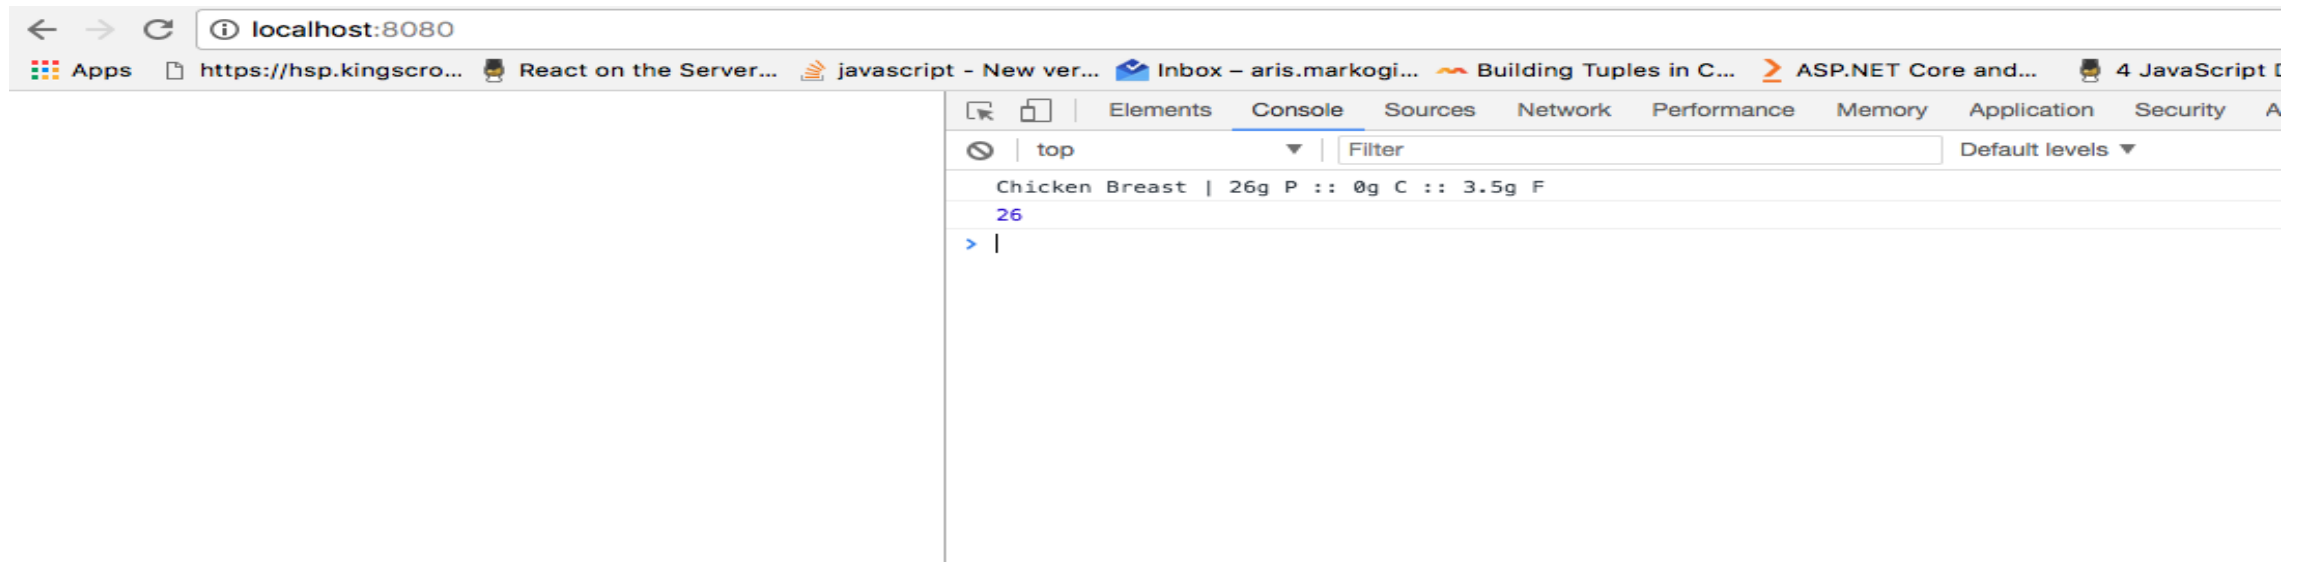 localhost:8080
Apps https://hsp.kingscro... React on the Server... javascript - New ver... Inbox – aris.markogi... Building Tuples in C... ASP.NET Core and... 4 JavaScript
Elements Console Sources Network Performance Memory Application Security A
top Filter Default levels
Chicken Breast | 26g P :: 0g C :: 3.5g F
26
>